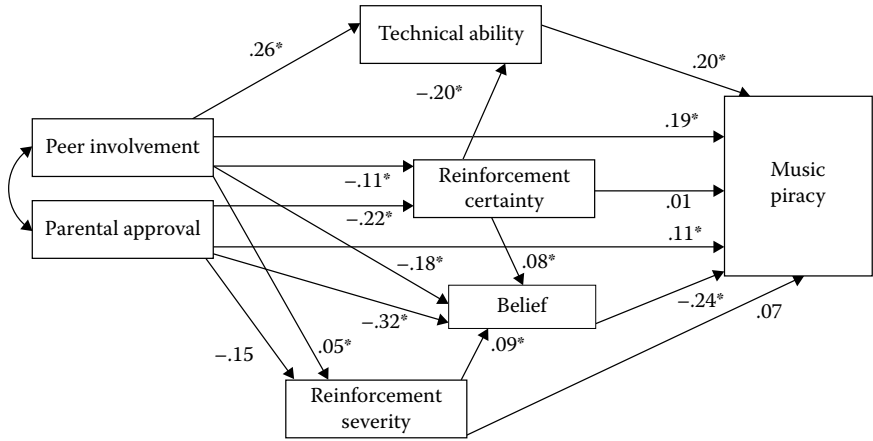 Technical ability
.26*
.20*
–.20*
Peer involvement
.19*
Music
piracy
Reinforcement
certainty
–.11*
.01
Parental approval
–.22*
.11*
–.18*
.08*
Belief
–.24*
.07
–.32*
–.15
.05*
.09*
Reinforcement
severity